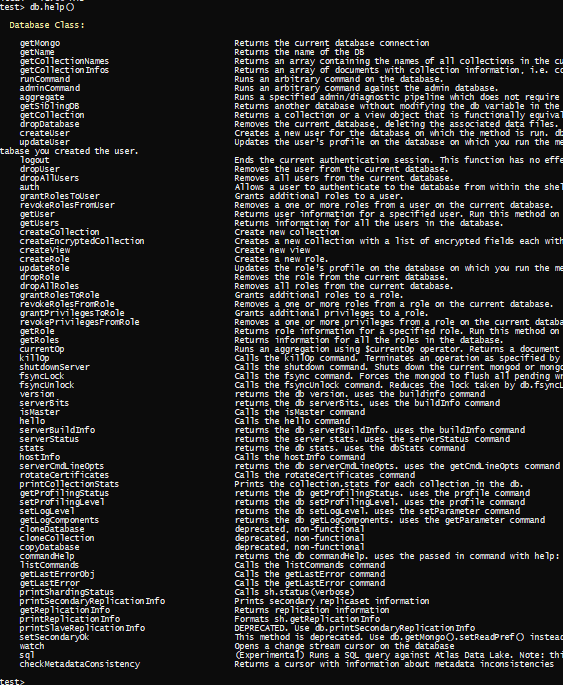 test> db.help()
Database Class:
getMongo Returns the current database connection
getName Returns the name of the DB
getCollectionNames Returns an array containing the names of all collections in the cu
getCollectionInfos Returns an array of documents with collection information, i.e. co
runCommand Runs an arbitrary command on the database.
adminCommand Runs an arbitrary command against the admin database.
aggregate Runs a specified admin/diagnostic pipeline which does not require
getSiblingDB Returns another database without modifying the db variable in the
getCollection Returns a collection or a view object that is functionally equival
dropDatabase Removes the current database, deleting the associated data files.
createUser Creates a new user for the database on which the method is run. db
updateUser Updates the user's profile on the database on which you run the me
tabase you created the user.
logout Ends the current authentication session. This function has no effe
dropUser Removes the user from the current database.
dropAllUsers Removes all users from the current database.
auth Allows a user to authenticate to the database from within the shel
grantRolesToUser Grants additional roles to a user.
revokeRolesFromUser Removes a one or more roles from a user on the current database.
getUser Returns user information for a specified user. Run this method on
getUsers Returns information for all the users in the database.
createCollection Create new collection
createEncryptedCollection Creates a new collection with a list of encrypted fields each with
createView Create new view
createRole Creates a new role.
updateRole Updates the role's profile on the database on which you run the me
dropRole Removes the role from the current database.
dropAllRoles Removes all roles from the current database.
grantRolesToRole Grants additional roles to a role.
revokeRolesFromRole Removes a one or more roles from a role on the current database.
grantPrivilegesToRole Grants additional privileges to a role.
revokePrivilegesFromRole Removes a one or more privileges from a role on the current databa
getRole Returns role information for a specified role. Run this method on
getRoles Returns information for all the roles in the database.
currentOp Runs an aggregation using $currentOp operator. Returns a document
killOp Calls the killOp command. Terminates an operation as specified by
shutdownServer Calls the shutdown command. Shuts down the current mongod or mongo
fsyncLock Calls the fsync command. Forces the mongod to flush all pending wr
fsyncUnlock Calls the fsyncUnlock command. Reduces the lock taken by db.fsyncL
version returns the db version. uses the buildinfo command
serverBits returns the db serverBits. uses the buildInfo command
isMaster Calls the isMaster command
hello Calls the hello command
serverBuildInfo returns the db serverBuildInfo. uses the buildInfo command
serverStatus returns the server stats. uses the serverStatus command
stats returns the db stats. uses the dbStats command
hostInfo Calls the hostInfo command
serverCmdLineOpts returns the db serverCmdLineOpts. uses the getCmdLineOpts command
rotateCertificates Calls the rotateCertificates command
printCollectionStats Prints the collection.stats for each collection in the db.
getProfilingStatus returns the db getProfilingStatus. uses the profile command
setProfilingLevel returns the db setProfilingLevel. uses the profile command
setLogLevel returns the db setLogLevel. uses the setParameter command
getLogComponents returns the db getLogComponents. uses the getParameter command
cloneDatabase deprecated, non-functional
cloneCollection deprecated, non-functional
copyDatabase deprecated, non-functional
commandHelp returns the db commandHelp. uses the passed in command with help:
listCommands Calls the listCommands command
getLastErrorObj Calls the getLastError command
getLastError Calls the getLastError command
printShardingStatus Calls sh.status(verbose)
printSecondaryReplicationInfo Prints secondary replicaset information
getReplicationInfo Returns replication information
printReplicationInfo Formats sh.getReplicationInfo
printSlaveReplicationInfo DEPRECATED. Use db.printSecondaryReplicationInfo
setSecondaryOk This method is deprecated. Use db.getMongo().setReadPref() instead
watch Opens a change stream cursor on the database
sql (Experimental) Runs a SQL query against Atlas Data Lake. Note: thi
checkMetadataConsistency Returns a cursor with information about metadata inconsistencies
test>